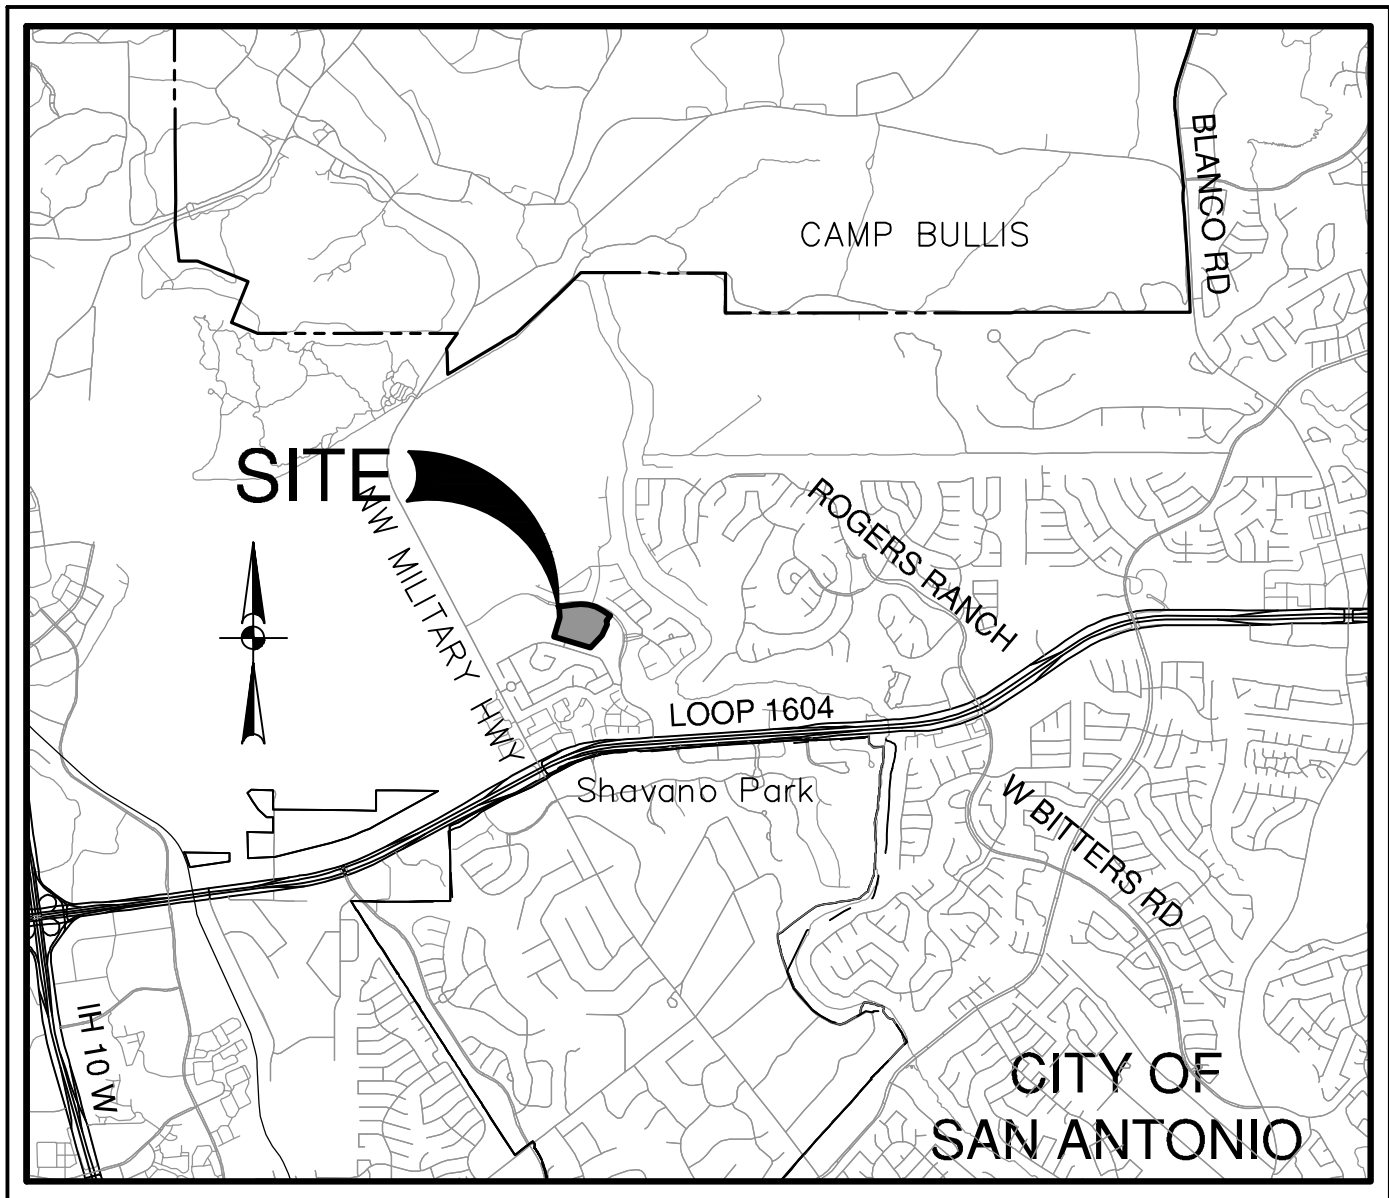 BLANCO RD
CAMP BULLIS
SITE
NW MILITARY HWY
ROGERS RANCH
LOOP 1604
Shavano Park
W BITTERS RD
IH 10 W
CITY OF
SAN ANTONIO